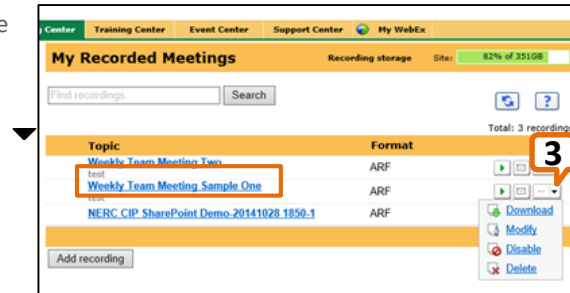 e
Center Training Center Event Center Support Center My WebEx
My Recorded Meetings Recording storage Site: 82% of 351GB
Find recordings Search
?
Total: 3 recordings
Topic Format
Weekly Team Meeting Two ARF
test
Weekly Team Meeting Sample One ARF
test
NERC CIP SharePoint Demo-20141028 1850-1 ARF
3
Download
Modify
Disable
Delete
Add recording